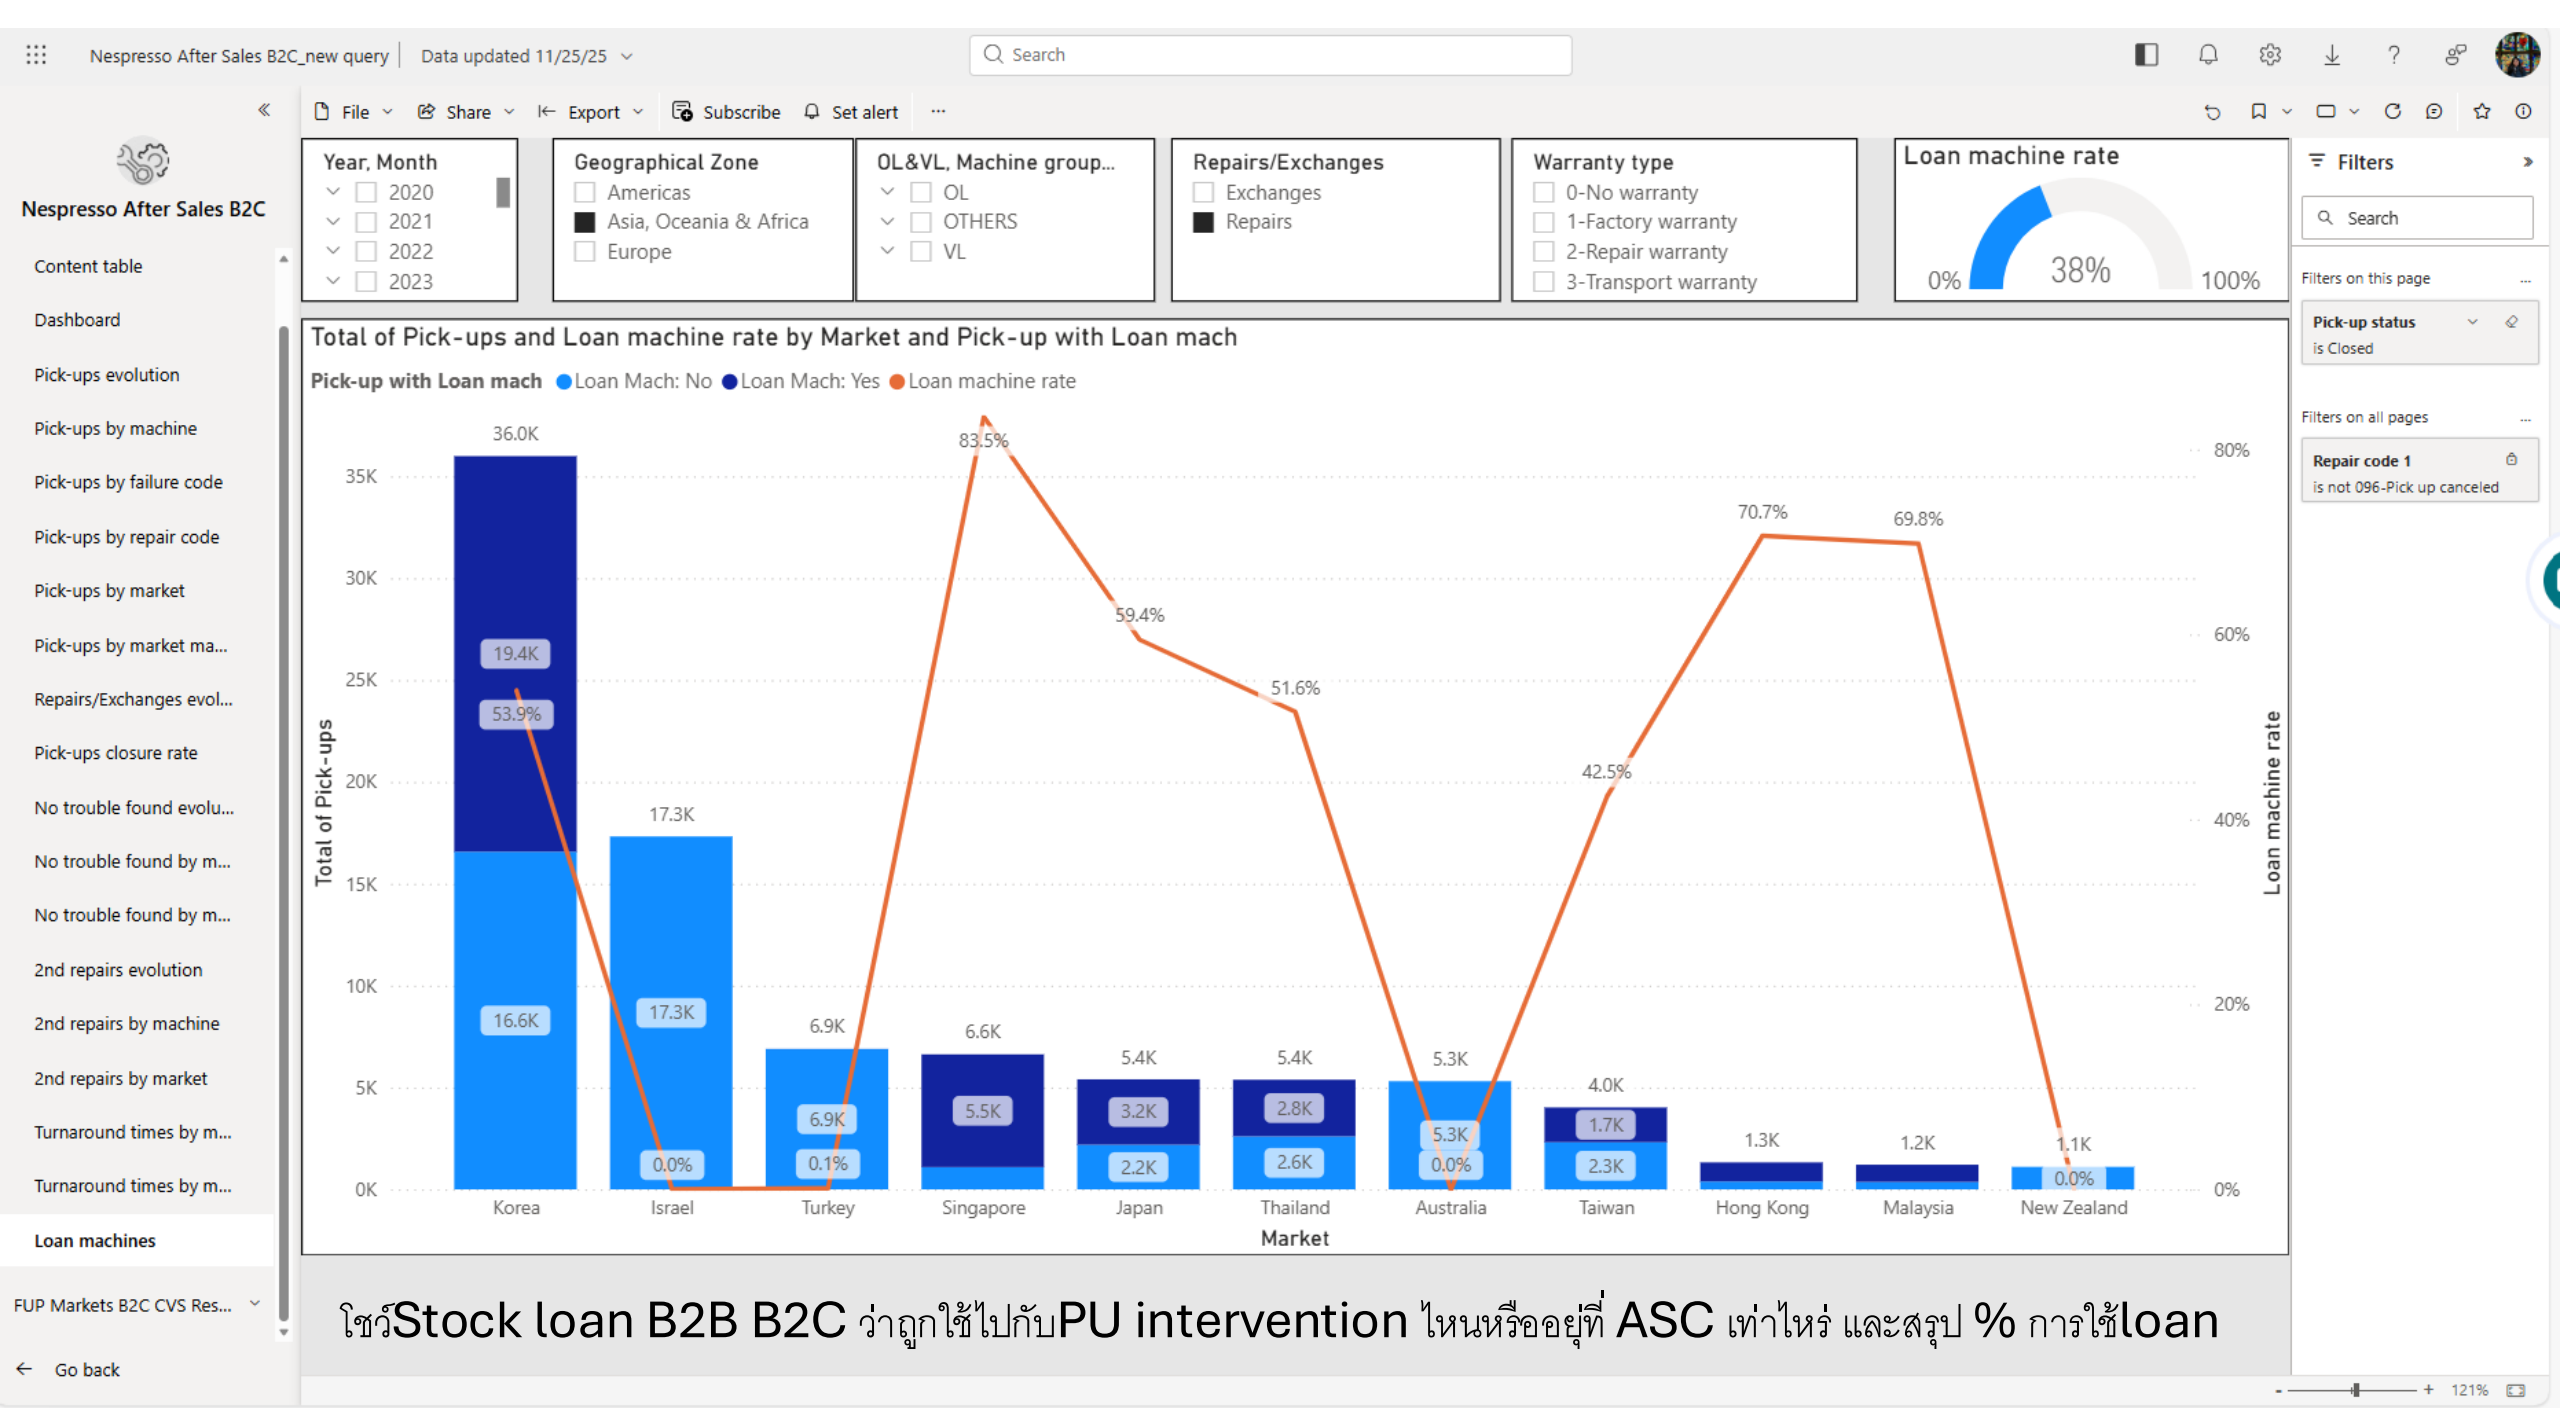 Nespresso After Sales B2C_new query
Data updated 11/25/25
Search
File
Share
Export
Subscribe
Set alert
...
Nespresso After Sales B2C
Content table
Dashboard
Pick-ups evolution
Pick-ups by machine
Pick-ups by failure code
Pick-ups by repair code
Pick-ups by market
Pick-ups by market ma...
Repairs/Exchanges evol...
Pick-ups closure rate
No trouble found evolu...
No trouble found by m...
No trouble found by m...
2nd repairs evolution
2nd repairs by machine
2nd repairs by market
Turnaround times by m...
Turnaround times by m...
Loan machines
FUP Markets B2C CVS Res...
Go back
Year, Month
2020
2021
2022
2023
Geographical Zone
Americas
Asia, Oceania & Africa
Europe
OL&VL, Machine group...
OL
OTHERS
VL
Repairs/Exchanges
Exchanges
Repairs
Warranty type
0-No warranty
1-Factory warranty
2-Repair warranty
3-Transport warranty
Loan machine rate
0%
38%
100%
Total of Pick-ups and Loan machine rate by Market and Pick-up with Loan mach
Pick-up with Loan mach
Loan Mach: No
Loan Mach: Yes
Loan machine rate
Total of Pick-ups
35K
30K
25K
20K
15K
10K
5K
0K
36.0K
19.4K
53.9%
16.6K
17.3K
17.3K
0.0%
6.9K
6.9K
0.1%
83.5%
6.6K
5.5K
59.4%
5.4K
3.2K
2.2K
51.6%
5.4K
2.8K
2.6K
5.3K
5.3K
0.0%
42.5%
4.0K
1.7K
2.3K
70.7%
1.3K
69.8%
1.2K
1.1K
0.0%
80%
60%
40%
20%
0%
Loan machine rate
Korea
Israel
Turkey
Singapore
Japan
Thailand
Australia
Taiwan
Hong Kong
Malaysia
New Zealand
Market
โชว์Stock loan B2B B2C ว่าถูกใช้ไปกับPU intervention ไหนหรืออยุ่ที่ ASC เท่าไหร่ และสรุป % การใช้loan
Filters
Search
Filters on this page
...
Pick-up status
is Closed
Filters on all pages
...
Repair code 1
is not 096-Pick up canceled
- + 121%